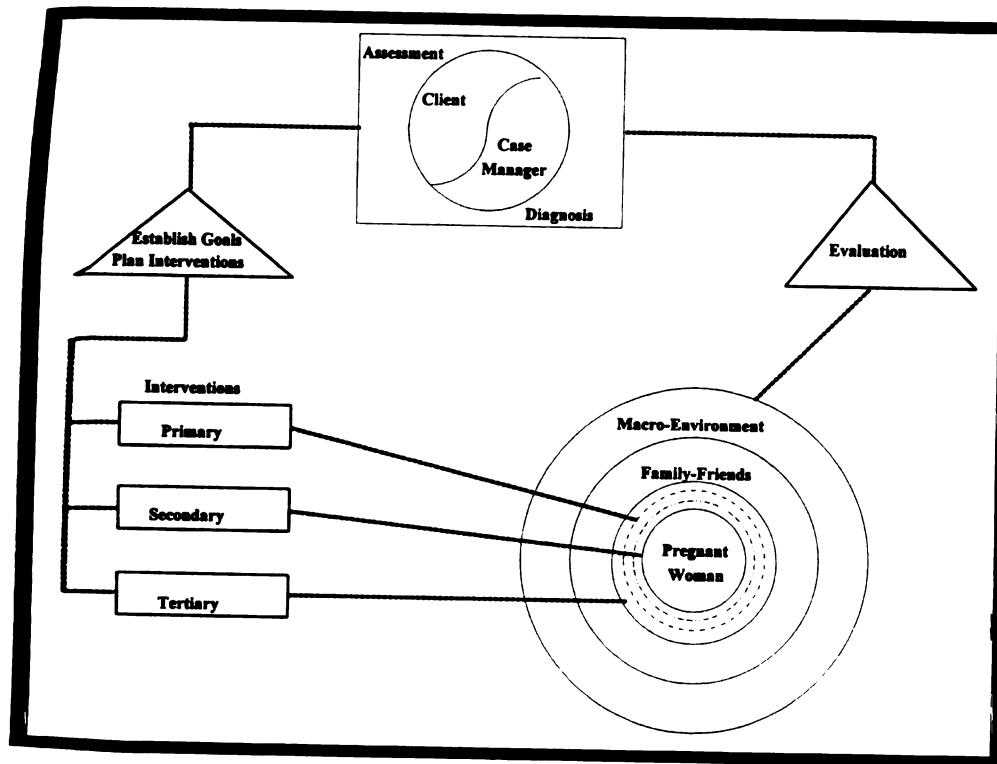 Assessment
Client
Case
Manager
Diagnosis
Establish Goals
Plan Interventions
Evaluation
Interventions
Primary
Secondary
Tertiary
Macro-Environment
Family-Friends
Pregnant
Woman